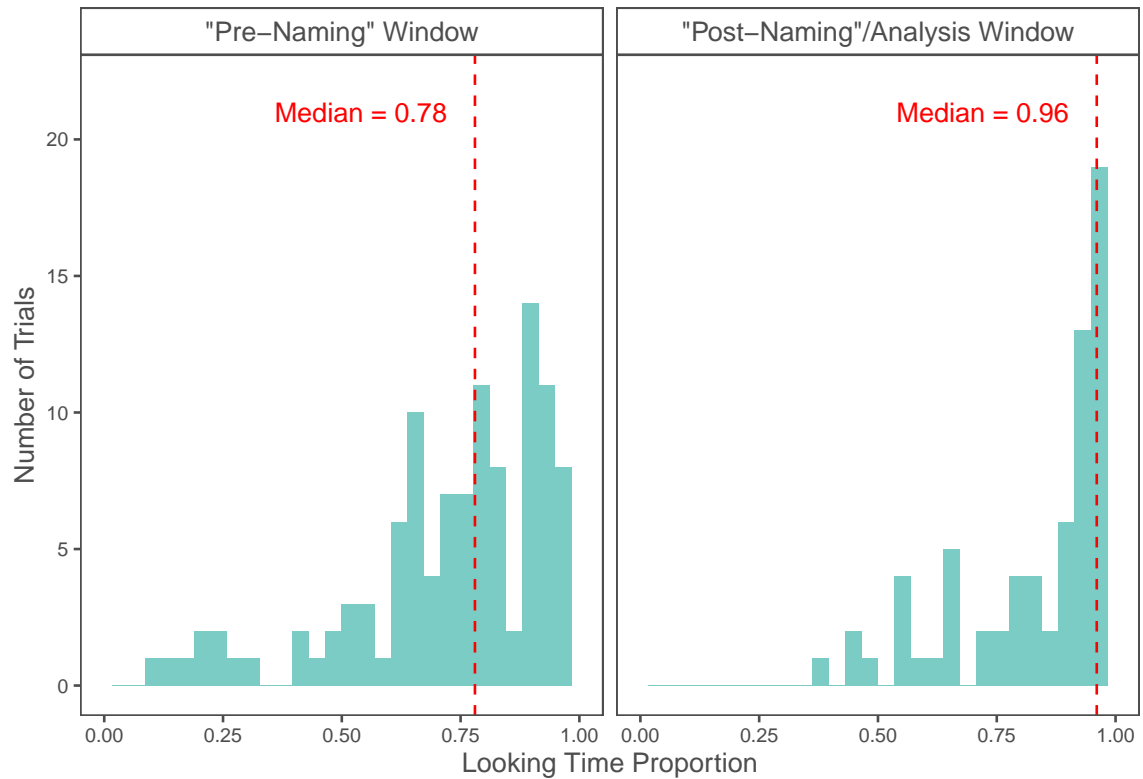 "Pre−Naming" Window
"Post−Naming"/Analysis Window
Median = 0.78
Median = 0.96
20
15
10
5
0
Number of Trials
0.00 0.25 0.50 0.75 1.00
0.00 0.25 0.50 0.75 1.00
Looking Time Proportion